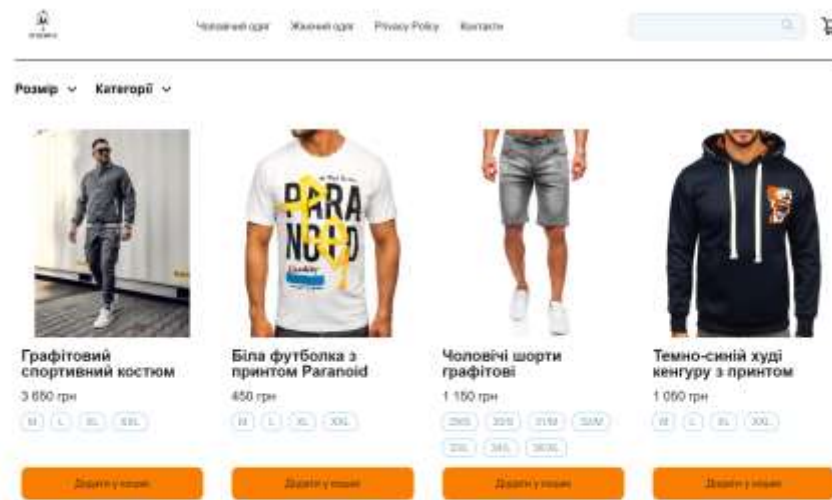 Чоловічий одяг Жіночий одяг Privacy Policy Контакти
Розмір Категорії
Графітовий
спортивний костюм
3 650 грн
M L XL XXL
Додати у кошик
Біла футболка з
принтом Paranoid
450 грн
M L XL XXL
Додати у кошик
PARA
NOID
Чоловічі шорти
графітові
1 150 грн
31/M 32/M
Додати у кошик
Темно-синій худі
кенгуру з принтом
1 050 грн
M L XL XXL
Додати у кошик